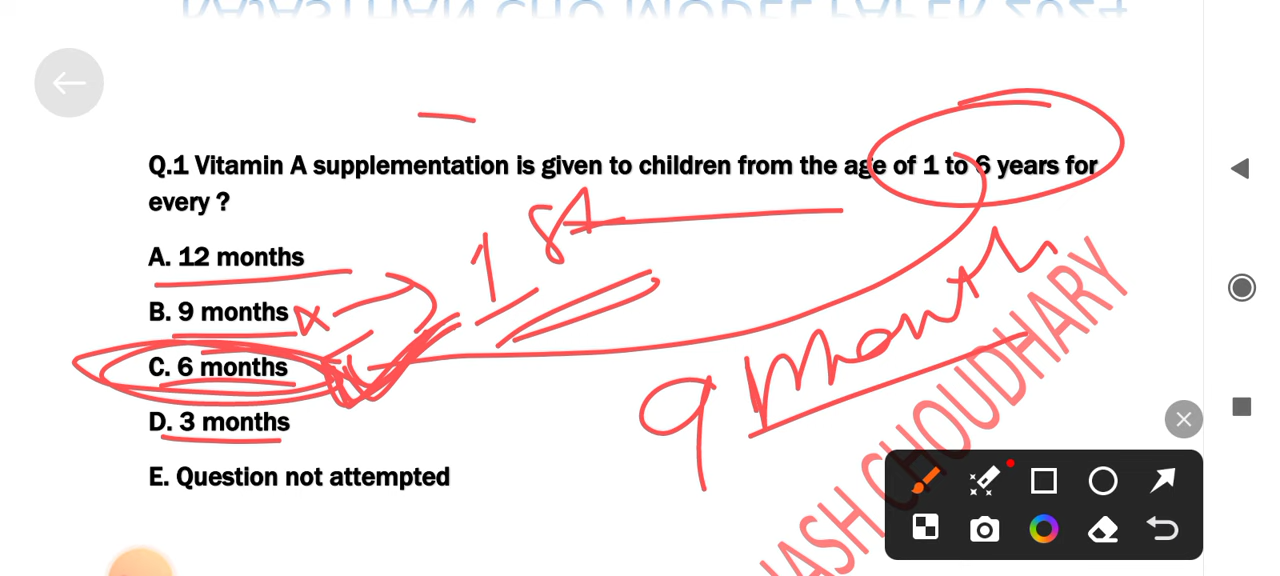 Q.1 Vitamin A supplementation is given to children from the age of 1 to 6 years for
every ?
1 st
A. 12 months
B. 9 months
C. 6 months
9 month
D. 3 months
E. Question not attempted
ASH CHOUDHARY